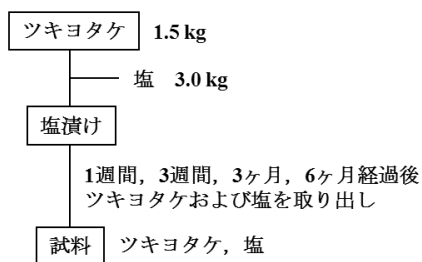 ツキヨタケ 1.5 kg
塩 3.0 kg
塩漬け
1週間，3週間，3ヶ月，6ヶ月経過後
ツキヨタケおよび塩を取り出し
試料 ツキヨタケ，塩